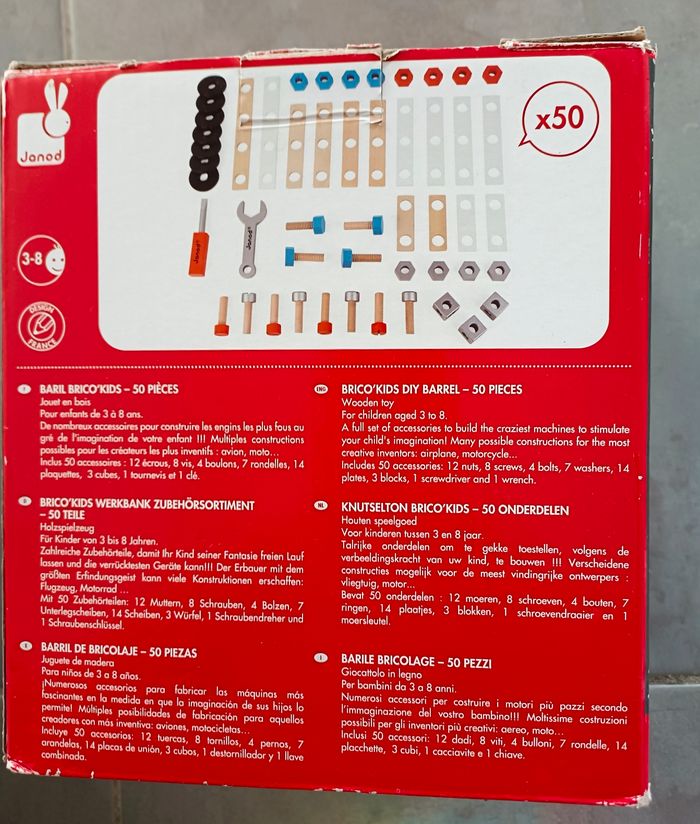 x50
Janod
Janod
Janod
3-8
DESIGN
FRANCE
F
BARIL BRICO'KIDS – 50 PIÈCES
Jouet en bois
Pour enfants de 3 à 8 ans.
De nombreux accessoires pour construire les engins les plus fous au
gré de l'imagination de votre enfant !!! Multiples constructions
possibles pour les créateurs les plus inventifs : avion, moto...
Inclus 50 accessoires : 12 écrous, 8 vis, 4 boulons, 7 rondelles, 14
plaquettes, 3 cubes, 1 tournevis et 1 clé.
ENG
BRICO'KIDS DIY BARREL – 50 PIECES
Wooden toy
For children aged 3 to 8.
A full set of accessories to build the craziest machines to stimulate
your child's imagination! Many possible constructions for the most
creative inventors: airplane, motorcycle...
Includes 50 accessories: 12 nuts, 8 screws, 4 bolts, 7 washers, 14
plates, 3 blocks, 1 screwdriver and 1 wrench.
D
BRICO'KIDS WERKBANK ZUBEHÖRSORTIMENT
– 50 TEILE
Holzspielzeug
Für Kinder von 3 bis 8 Jahren.
Zahlreiche Zubehörteile, damit Ihr Kind seiner Fantasie freien Lauf
lassen und die verrücktesten Geräte kann!!! Der Erbauer mit dem
größten Erfindungsgeist kann viele Konstruktionen erschaffen:
Flugzeug, Motorrad ...
Mit 50 Zubehörteilen: 12 Muttern, 8 Schrauben, 4 Bolzen, 7
Unterlegscheiben, 14 Scheiben, 3 Würfel, 1 Schraubendreher und
1 Schraubenschlüssel.
NL
KNUTSELTON BRICO'KIDS – 50 ONDERDELEN
Houten speelgoed
Voor kinderen tussen 3 en 8 jaar.
Talrijke onderdelen om te gekke toestellen, volgens de
verbeeldingskracht van uw kind, te bouwen !!! Verscheidene
constructies mogelijk voor de meest vindingrijke ontwerpers :
vliegtuig, motor...
Bevat 50 onderdelen : 12 moeren, 8 schroeven, 4 bouten, 7
ringen, 14 plaatjes, 3 blokken, 1 schroevendraaier en 1
moersleutel.
E
BARRIL DE BRICOLAJE – 50 PIEZAS
Juguete de madera
Para niños de 3 a 8 años.
¡Numerosos accesorios para fabricar las máquinas más
fascinantes en la medida en que la imaginación de sus hijos lo
permite! Múltiples posibilidades de fabricación para aquellos
creadores con más inventiva: aviones, motocicletas...
Incluye 50 accesorios: 12 tuercas, 8 tornillos, 4 pernos, 7
arandelas, 14 placas de unión, 3 cubos, 1 destornillador y 1 llave
combinada.
I
BARILE BRICOLAGE – 50 PEZZI
Giocattolo in legno
Per bambini da 3 a 8 anni.
Numerosi accessori per costruire i motori più pazzi secondo
l'immaginazione del vostro bambino!!! Moltissime costruzioni
possibili per gli inventori più creativi: aereo, moto...
Inclusi 50 accessori: 12 dadi, 8 viti, 4 bulloni, 7 rondelle, 14
placchette, 3 cubi, 1 cacciavite e 1 chiave.